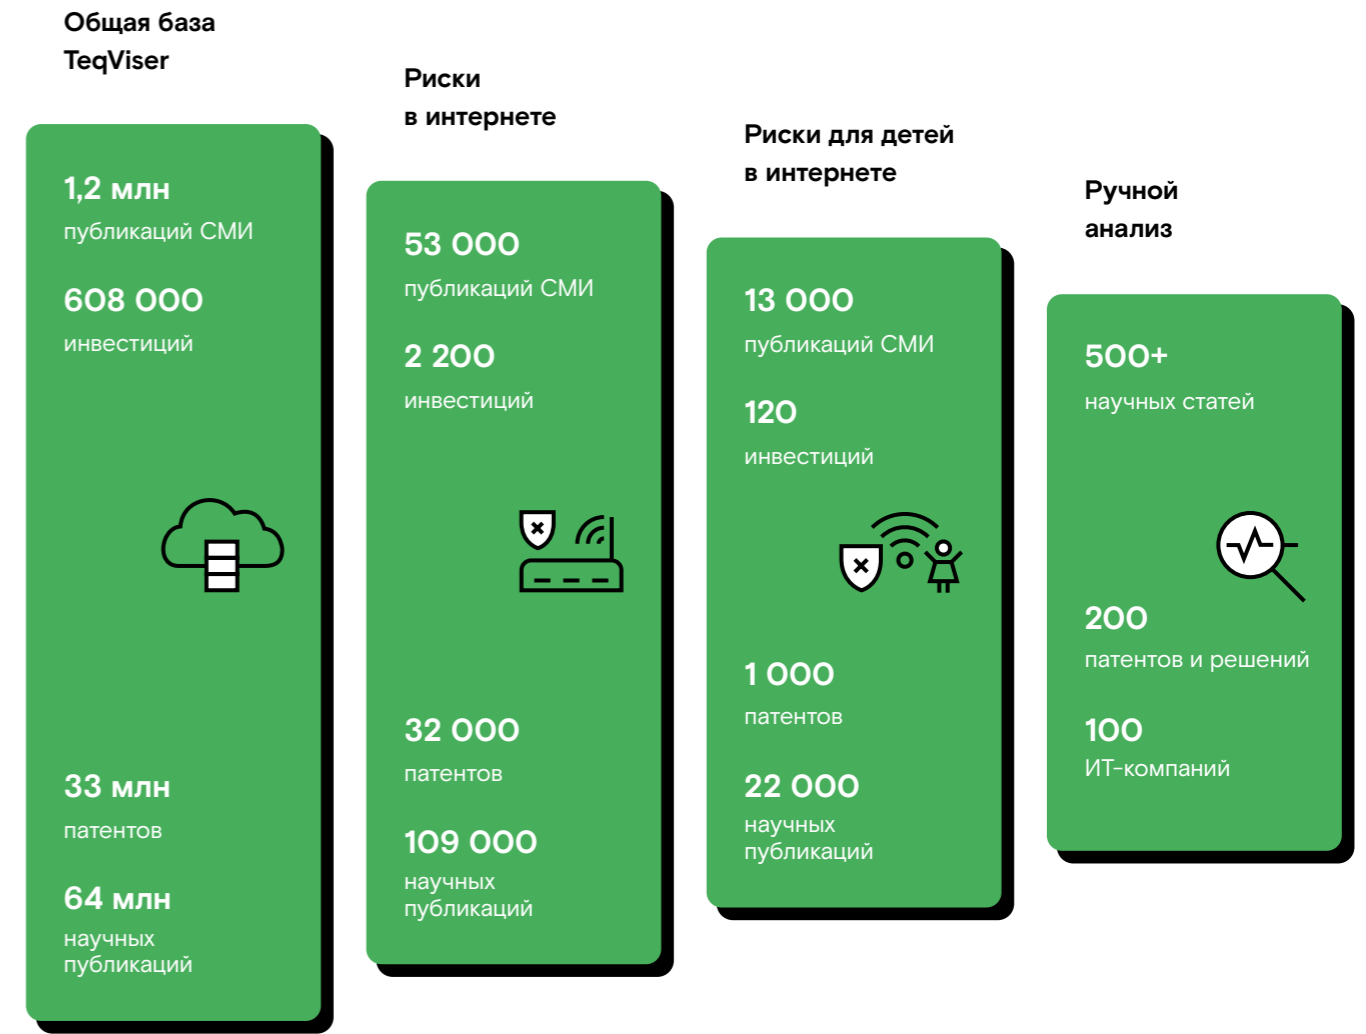 Общая база
TeqViser
1,2 млн
публикаций СМИ
608 000
инвестиций
33 млн
патентов
64 млн
научных
публикаций
Риски
в интернете
53 000
публикаций СМИ
2 200
инвестиций
32 000
патентов
109 000
научных
публикаций
Риски для детей
в интернете
13 000
публикаций СМИ
120
инвестиций
1 000
патентов
22 000
научных
публикаций
Ручной
анализ
500+
научных статей
200
патентов и решений
100
ИТ-компаний